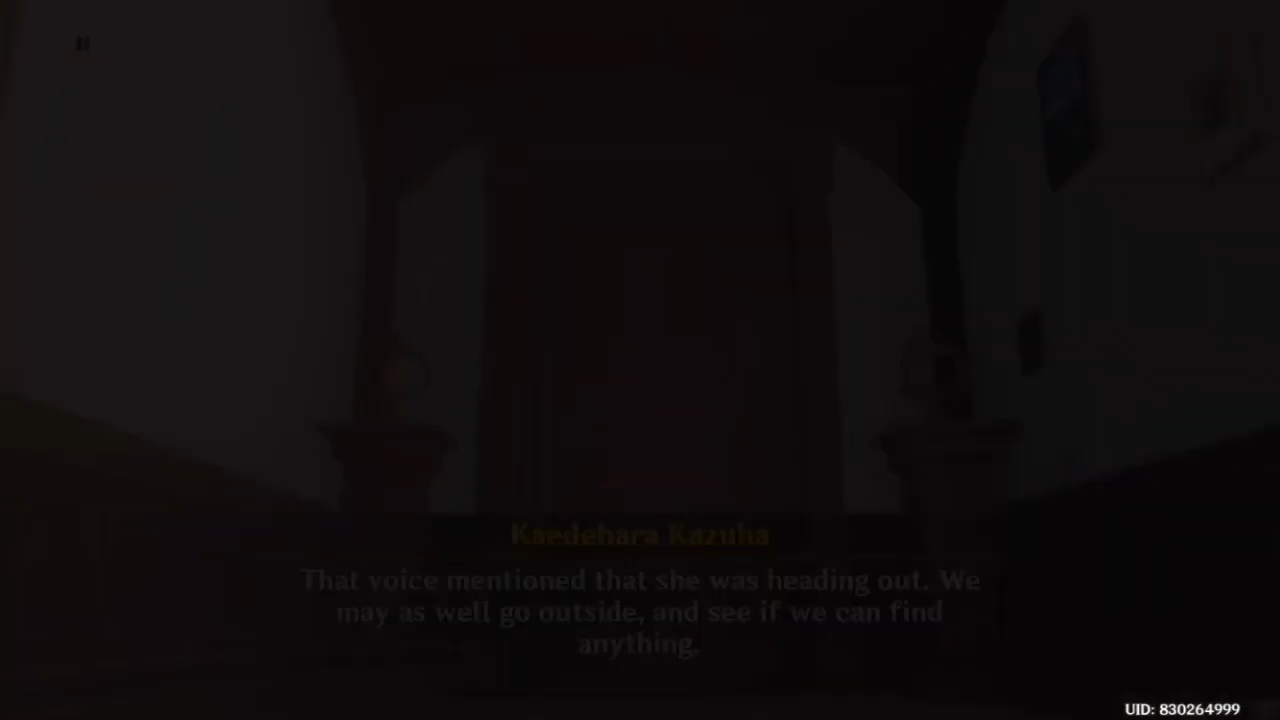 Kaedehara Kazuha
That voice mentioned that she was heading out. We
may as well go outside, and see if we can find
anything.
UID: 830264999